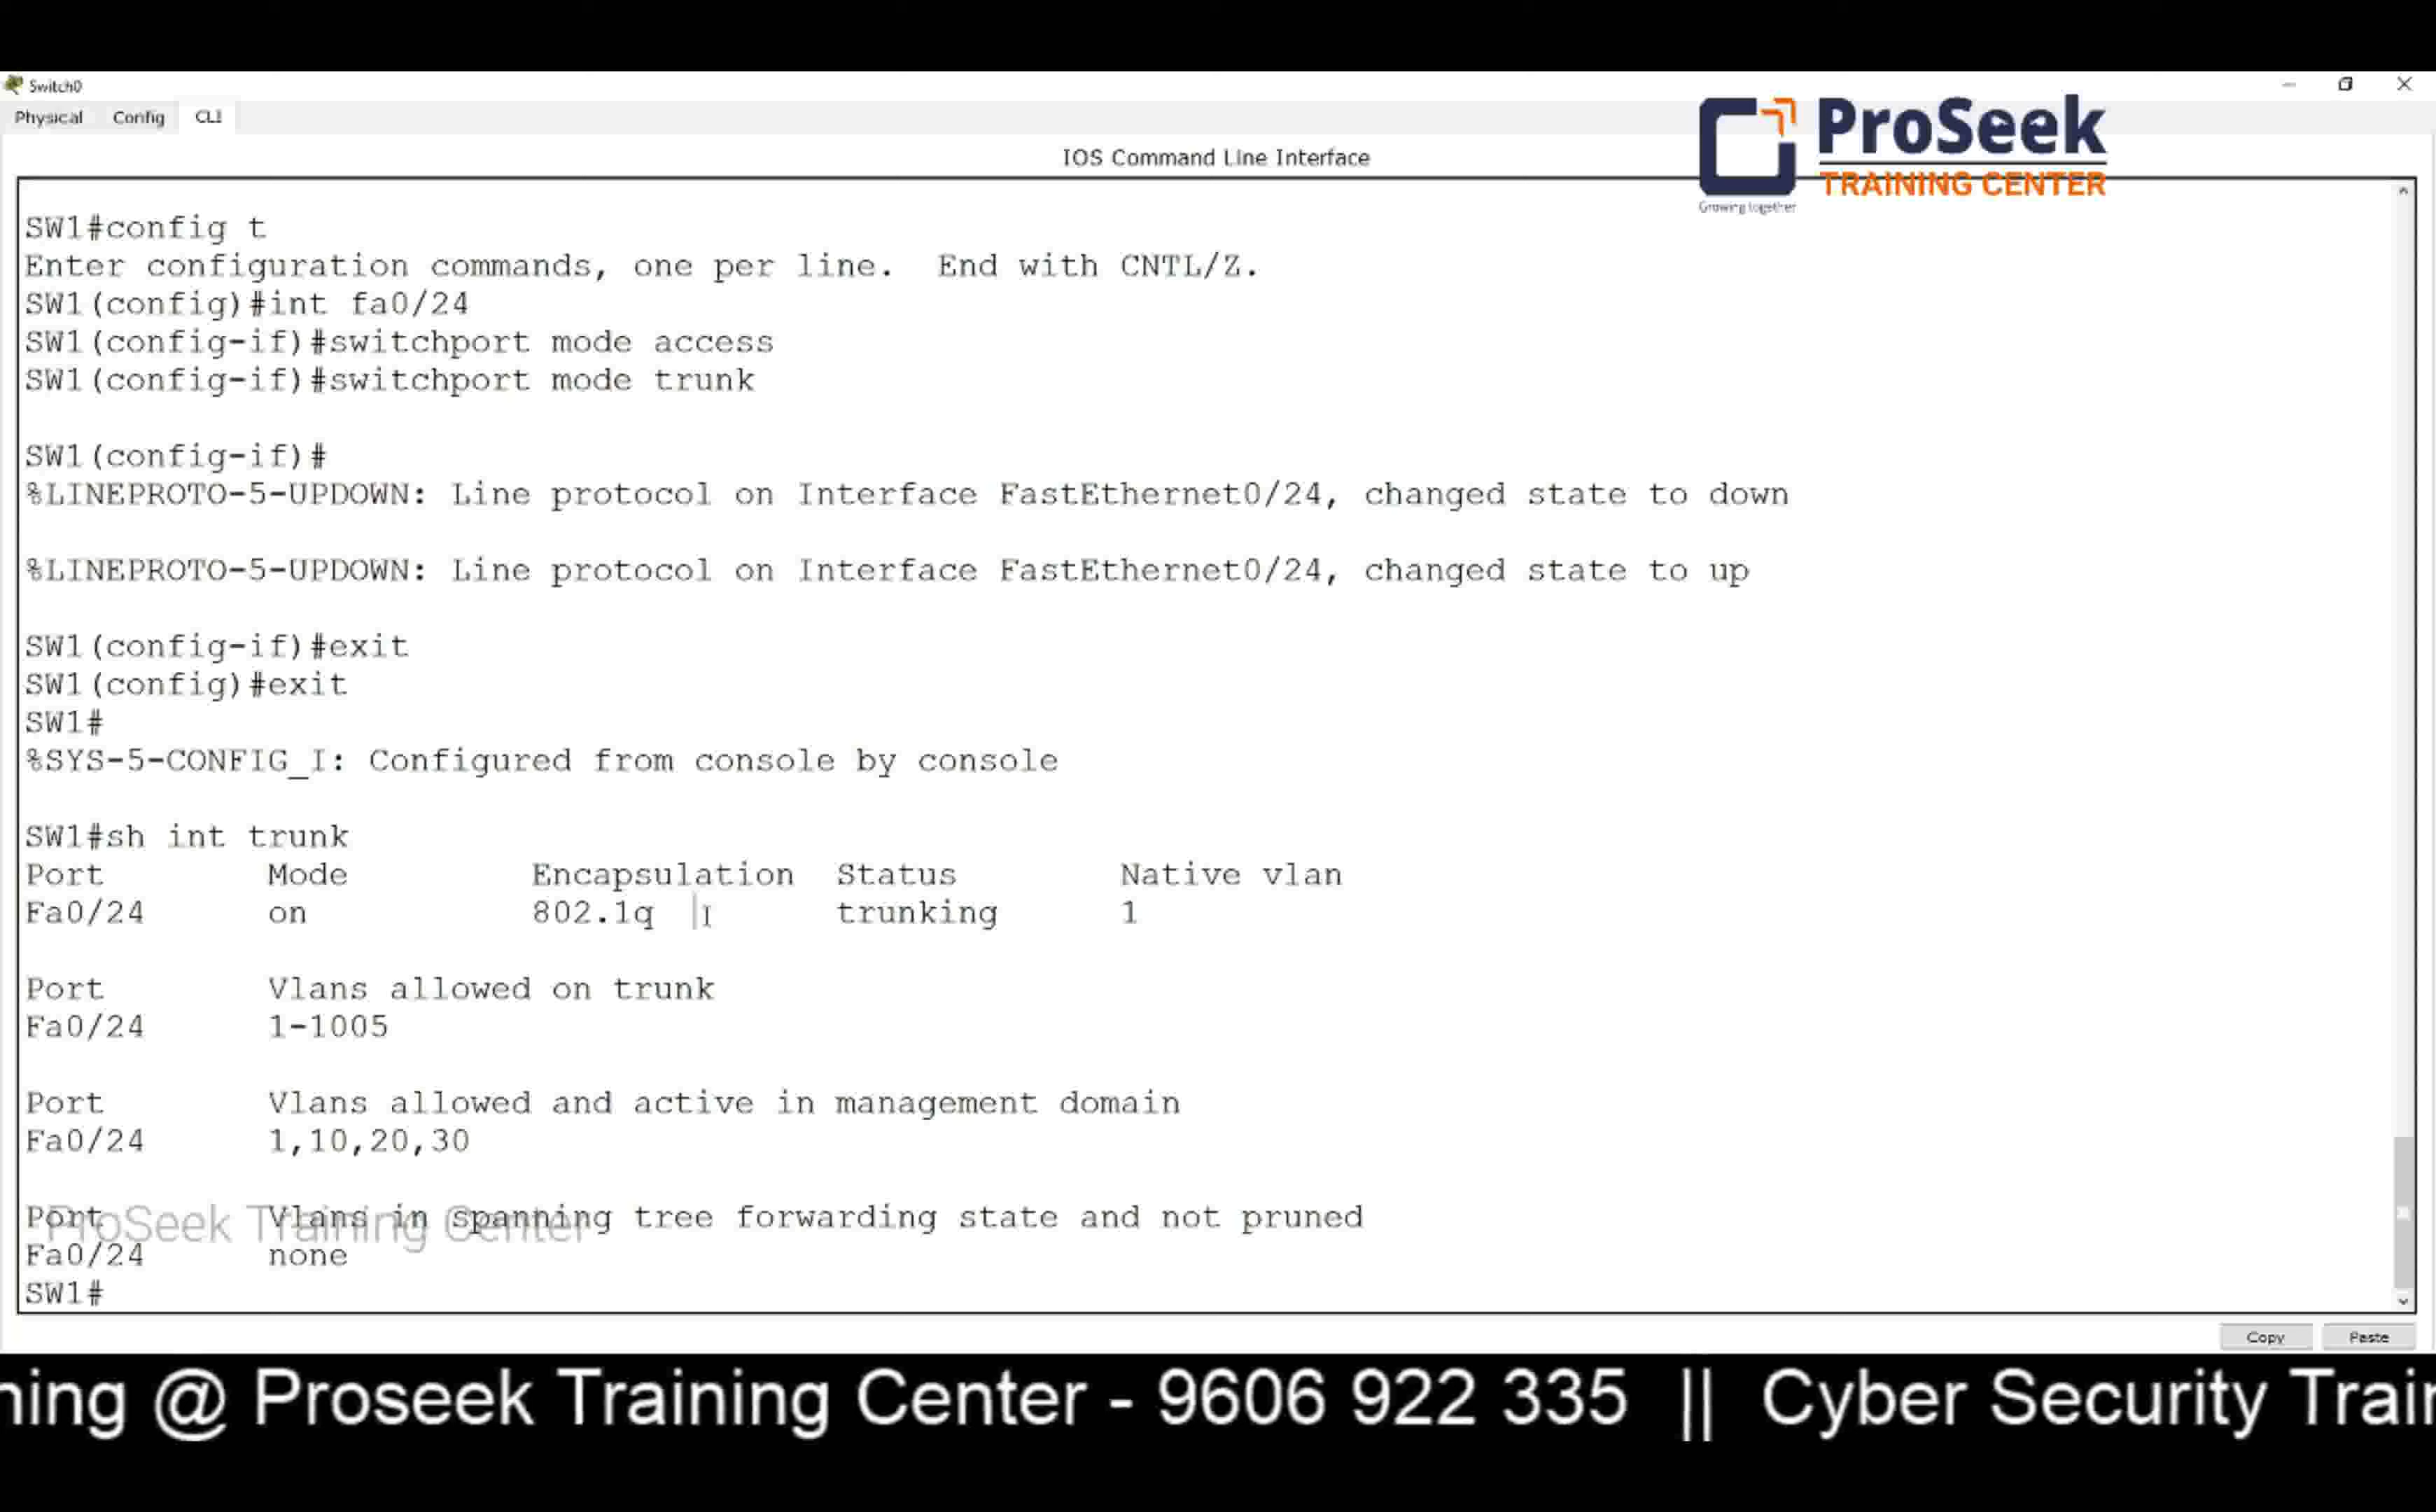 Switch0
Physical Config CLI
ProSeek
TRAINING CENTER
Growing together
IOS Command Line Interface
SW1#config t
Enter configuration commands, one per line.  End with CNTL/Z.
SW1(config)#int fa0/24
SW1(config-if)#switchport mode access
SW1(config-if)#switchport mode trunk
SW1(config-if)#
%LINEPROTO-5-UPDOWN: Line protocol on Interface FastEthernet0/24, changed state to down
%LINEPROTO-5-UPDOWN: Line protocol on Interface FastEthernet0/24, changed state to up
SW1(config-if)#exit
SW1(config)#exit
SW1#
%SYS-5-CONFIG_I: Configured from console by console
SW1#sh int trunk
Port Mode Encapsulation Status Native vlan
Fa0/24 on 802.1q trunking 1
Port Vlans allowed on trunk
Fa0/24 1-1005
Port Vlans allowed and active in management domain
Fa0/24 1,10,20,30
Port Vlans in spanning tree forwarding state and not pruned
ProSeek Training Center
Fa0/24 none
SW1#
Copy Paste
ning @ Proseek Training Center - 9606 922 335 || Cyber Security Train